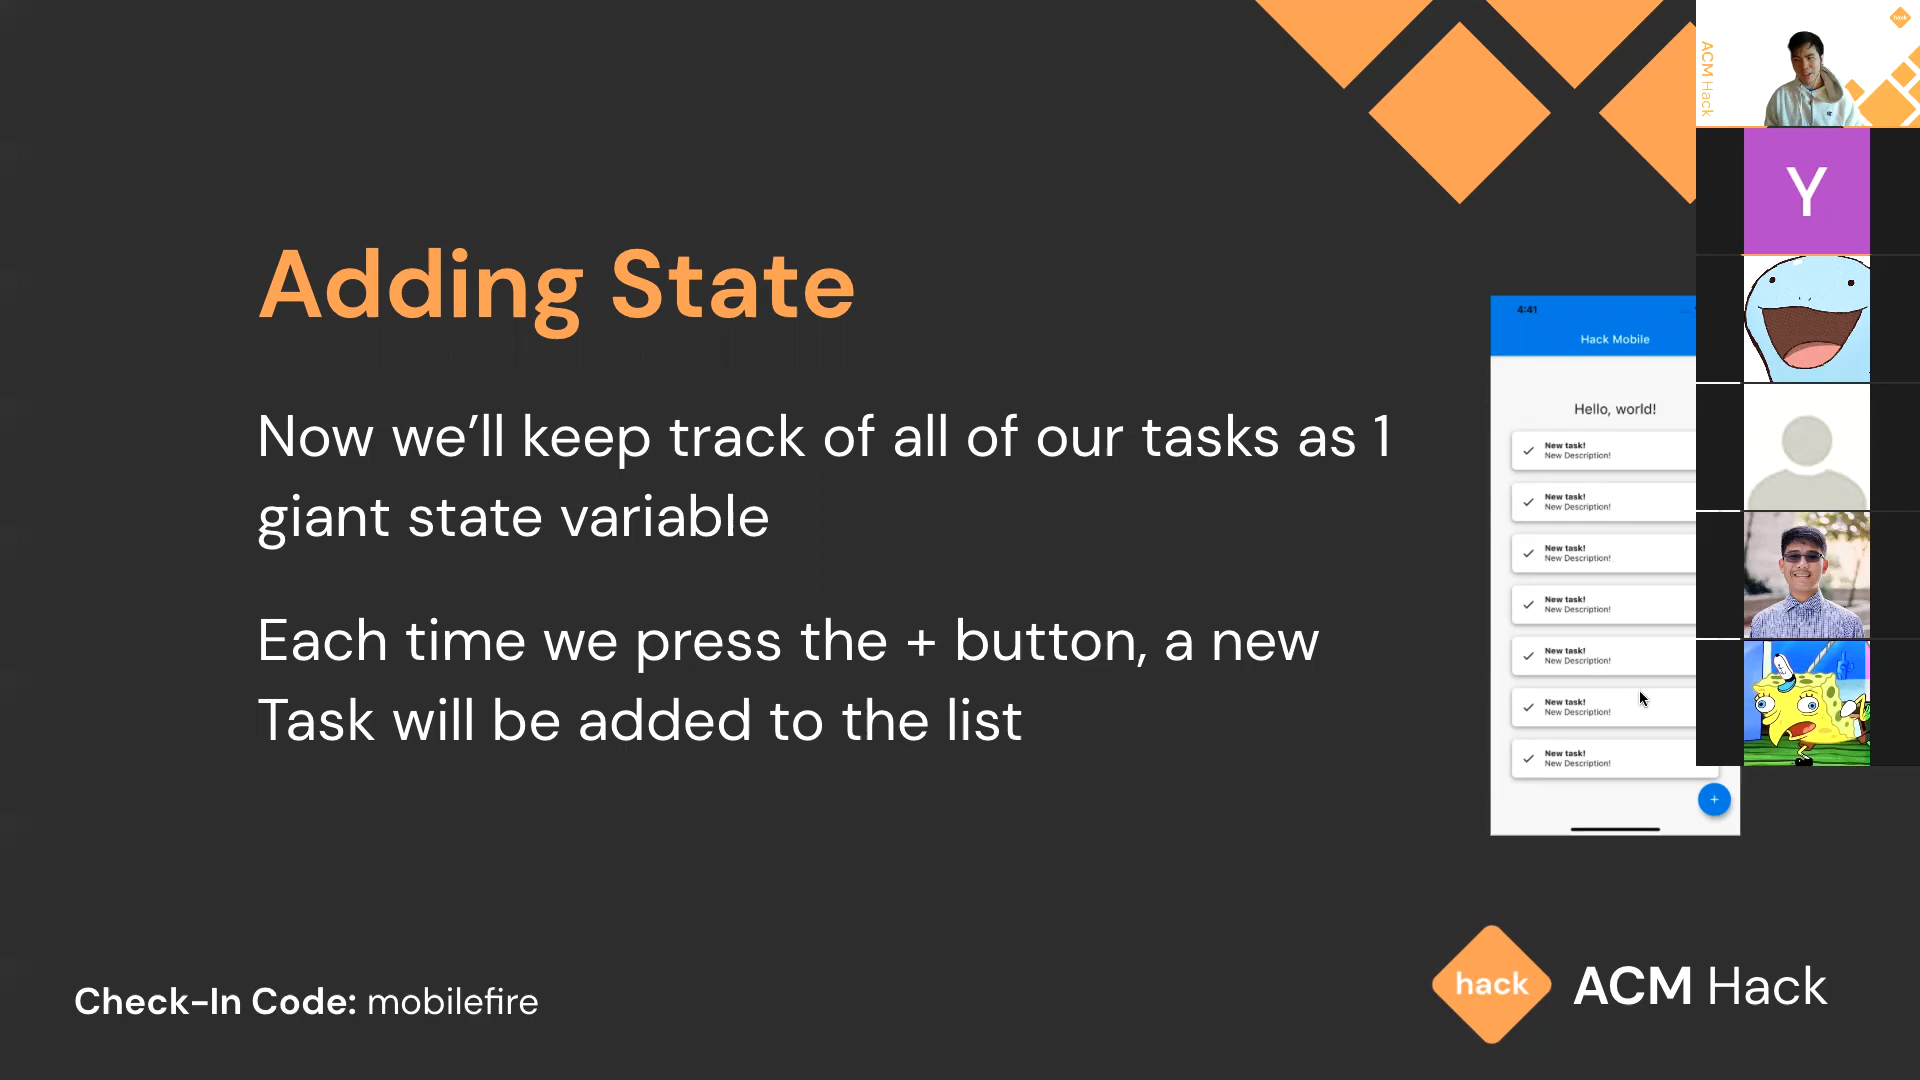 Adding State
Now we’ll keep track of all of our tasks as 1
giant state variable
Each time we press the + button, a new
Task will be added to the list
Check-In Code: mobilefire
4:41
Hack Mobile
Hello, world!
New task!
New Description!
New task!
New Description!
New task!
New Description!
New task!
New Description!
New task!
New Description!
New task!
New Description!
New task!
New Description!
+
hack
ACM Hack
ACM Hack
hack
Y